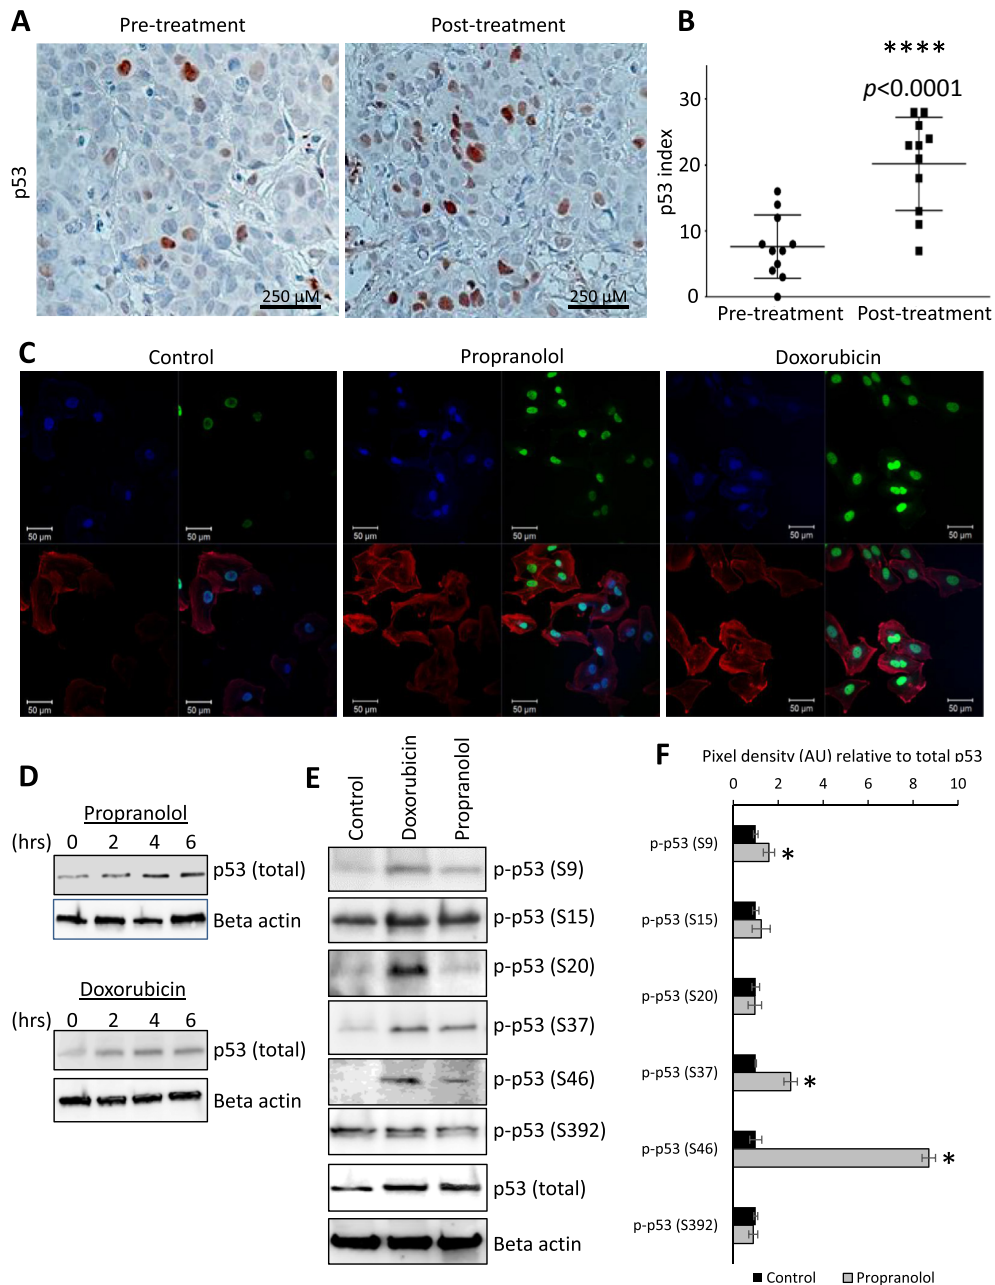 A
Pre-treatment
Post-treatment
p53
250 µM
250 µM
B
****
p<0.0001
p53 index
30
20
10
0
Pre-treatment
Post-treatment
C
Control
Propranolol
Doxorubicin
50 µm
50 µm
50 µm
50 µm
50 µm
50 µm
50 µm
50 µm
50 µm
50 µm
50 µm
50 µm
D
Propranolol
(hrs) 0 2 4 6
p53 (total)
Beta actin
Doxorubicin
(hrs) 0 2 4 6
p53 (total)
Beta actin
E
Control
Doxorubicin
Propranolol
p-p53 (S9)
p-p53 (S15)
p-p53 (S20)
p-p53 (S37)
p-p53 (S46)
p-p53 (S392)
p53 (total)
Beta actin
F
Pixel density (AU) relative to total p53
0 2 4 6 8 10
p-p53 (S9)
*
p-p53 (S15)
p-p53 (S20)
p-p53 (S37)
*
p-p53 (S46)
*
p-p53 (S392)
Control Propranolol